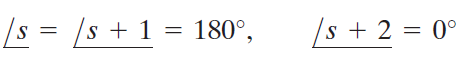 /s = /s + 1 = 180°, /s + 2 = 0°